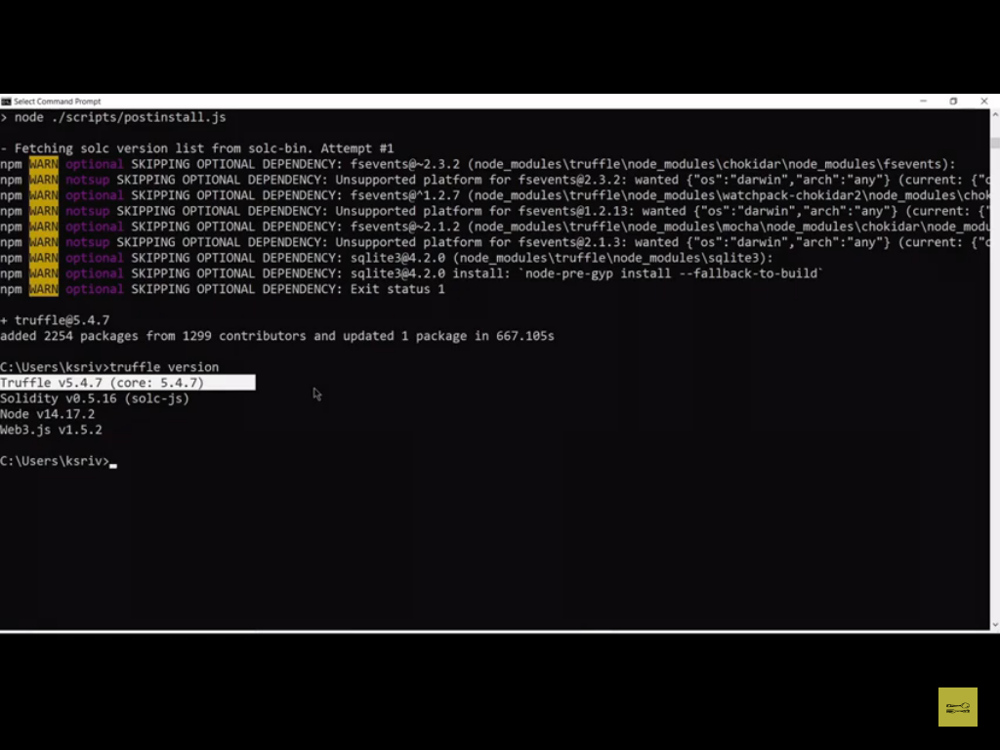 Select Command Prompt
> node ./scripts/postinstall.js
- Fetching solc version list from solc-bin. Attempt #1
npm WARN optional SKIPPING OPTIONAL DEPENDENCY: fsevents@~2.3.2 (node_modules\truffle\node_modules\chokidar\node_modules\fsevents):
npm WARN notsup SKIPPING OPTIONAL DEPENDENCY: Unsupported platform for fsevents@2.3.2: wanted {"os":"darwin","arch":"any"} (current: {"o
npm WARN optional SKIPPING OPTIONAL DEPENDENCY: fsevents@^1.2.7 (node_modules\watchpack-chokidar2\node_modules\chok
npm WARN notsup SKIPPING OPTIONAL DEPENDENCY: Unsupported platform for fsevents@1.2.13: wanted {"os":"darwin","arch":"any"} (current: {"
npm WARN optional SKIPPING OPTIONAL DEPENDENCY: fsevents@~2.1.2 (node_modules\mocha\node_modules\chokidar\node_modu
npm WARN notsup SKIPPING OPTIONAL DEPENDENCY: Unsupported platform for fsevents@2.1.3: wanted {"os":"darwin","arch":"any"} (current: {"o
npm WARN optional SKIPPING OPTIONAL DEPENDENCY: sqlite3@4.2.0 (node_modules\truffle\node_modules\sqlite3):
npm WARN optional SKIPPING OPTIONAL DEPENDENCY: sqlite3@4.2.0 install: `node-pre-gyp install --fallback-to-build`
npm WARN optional SKIPPING OPTIONAL DEPENDENCY: Exit status 1
+ truffle@5.4.7
added 2254 packages from 1299 contributors and updated 1 package in 667.105s
C:\Users\ksriv>truffle version
Truffle v5.4.7 (core: 5.4.7)
Solidity v0.5.16 (solc-js)
Node v14.17.2
Web3.js v1.5.2
C:\Users\ksriv>